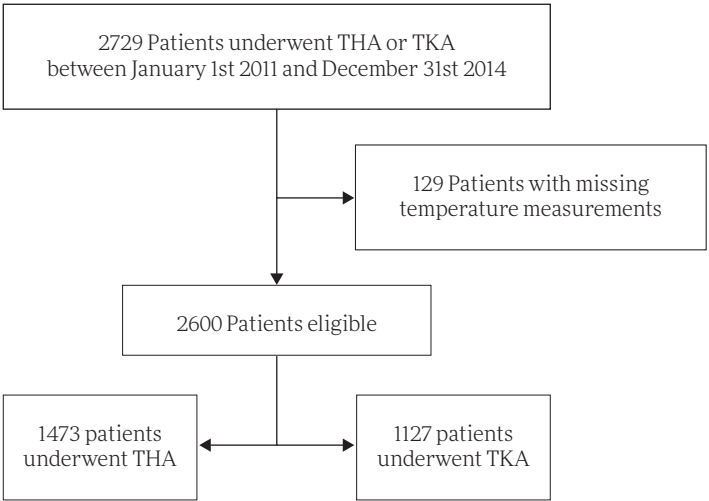 2729 Patients underwent THA or TKA
between January 1st 2011 and December 31st 2014
129 Patients with missing
temperature measurements
2600 Patients eligible
1473 patients
underwent THA
1127 patients
underwent TKA